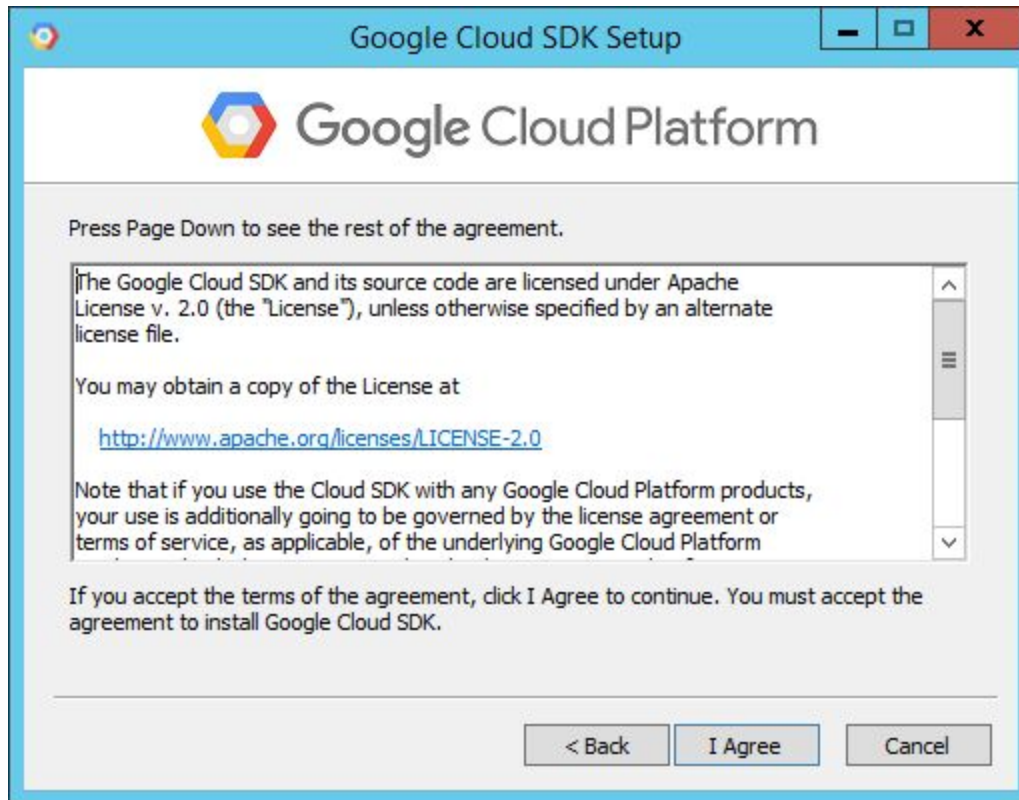 Google Cloud SDK Setup
Google Cloud Platform
Press Page Down to see the rest of the agreement.
The Google Cloud SDK and its source code are licensed under Apache
License v. 2.0 (the "License"), unless otherwise specified by an alternate
license file.
You may obtain a copy of the License at
http://www.apache.org/licenses/LICENSE-2.0
Note that if you use the Cloud SDK with any Google Cloud Platform products,
your use is additionally going to be governed by the license agreement or
terms of service, as applicable, of the underlying Google Cloud Platform
If you accept the terms of the agreement, click I Agree to continue. You must accept the
agreement to install Google Cloud SDK.
< Back
I Agree
Cancel